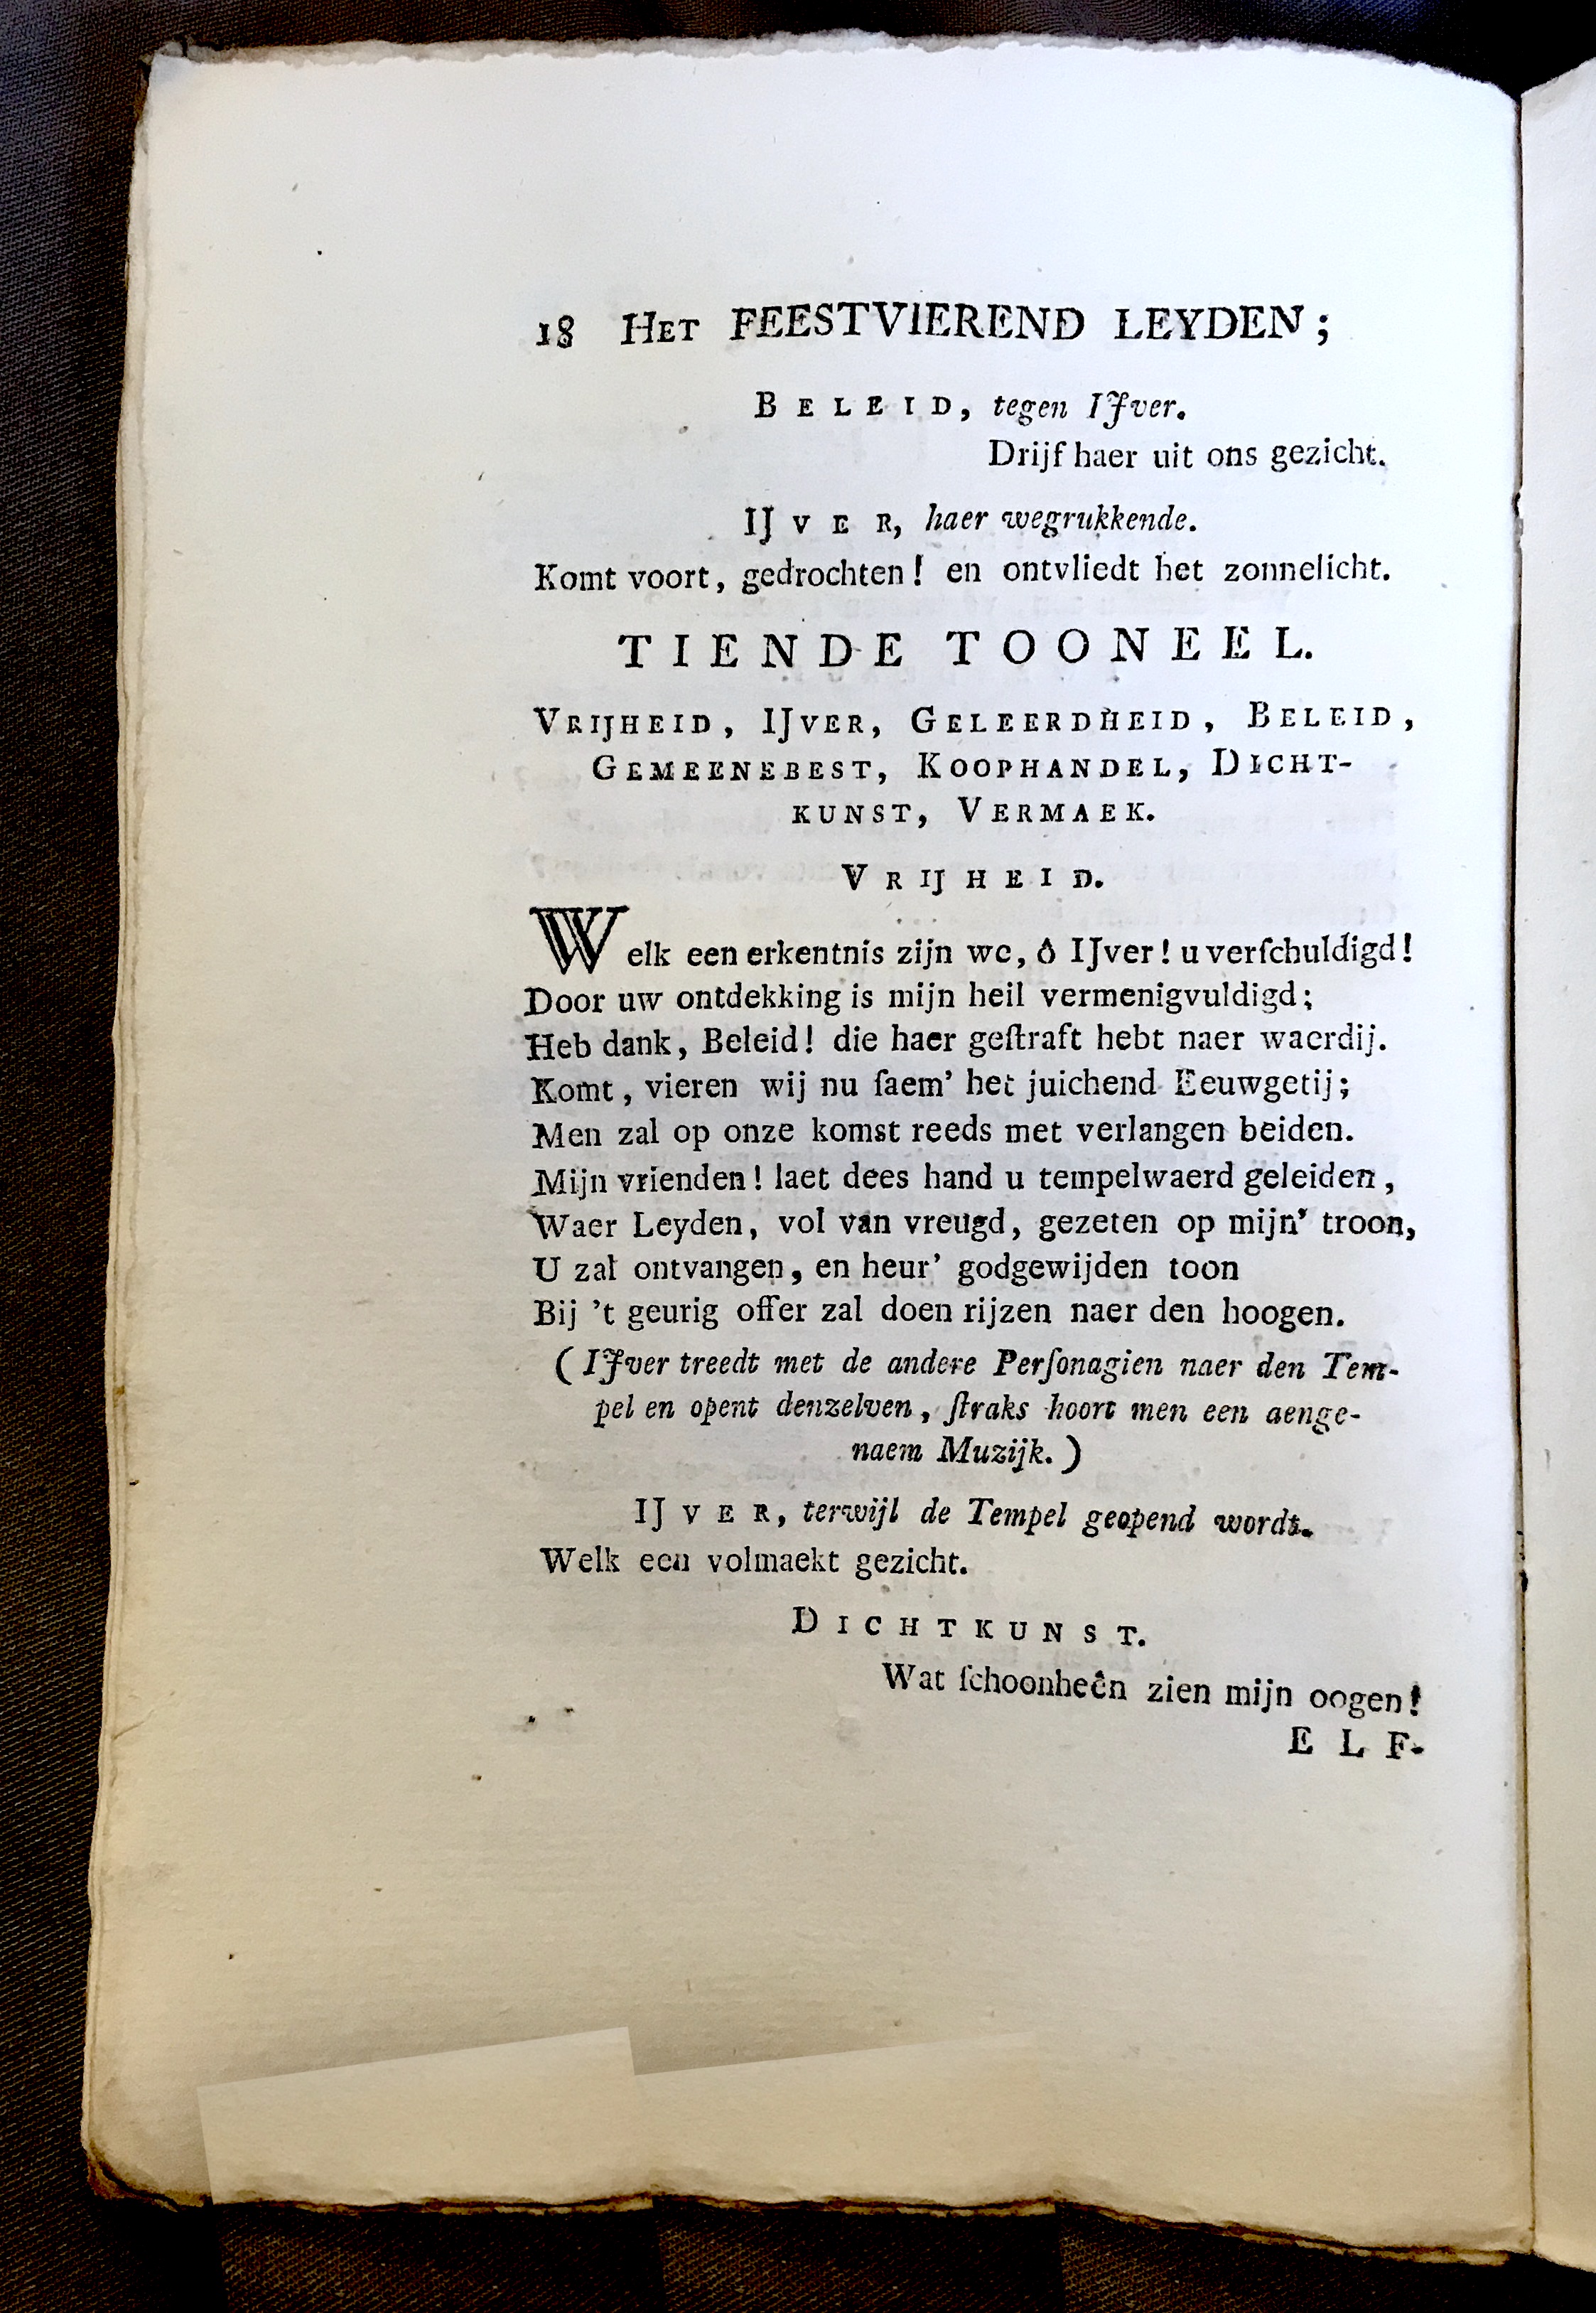 18 HET FEESTVIEREND LEYDEN;
BELEID, tegen IJver.
Drijf haer uit ons gezicht.
IJVER, haer wegrukkende.
Komt voort, gedrochten! en ontvliedt het zonnelicht.
TIENDE TOONEEL.
VRIJHEID, IJVER, GELEERDHEID, BELEID,
GEMEENEBEST, KOOPHANDEL, DICHT-
KUNST, VERMAEK.
VRIJHEID.
Welk een erkentnis zijn we, ô IJver! u verſchuldigd!
Door uw ontdekking is mijn heil vermenigvuldigd;
Heb dank, Beleid! die haer geſtraft hebt naer waerdij.
Komt, vieren wij nu ſaem' het juichend Eeuwgetij;
Men zal op onze komst reeds met verlangen beiden.
Mijn vrienden! laet dees hand u tempelwaerd geleiden,
Waer Leyden, vol van vreugd, gezeten op mijn' troon,
U zal ontvangen, en heur' godgewijden toon
Bij 't geurig offer zal doen rijzen naer den hoogen.
(IJver treedt met de andere Perſonagien naer den Tem-
pel en opent denzelven, ſtraks hoort men een aenge-
naem Muzijk.)
IJVER, terwijl de Tempel geopend wordt.
Welk een volmaekt gezicht.
DICHTKUNST.
Wat ſchoonheên zien mijn oogen!
ELF-